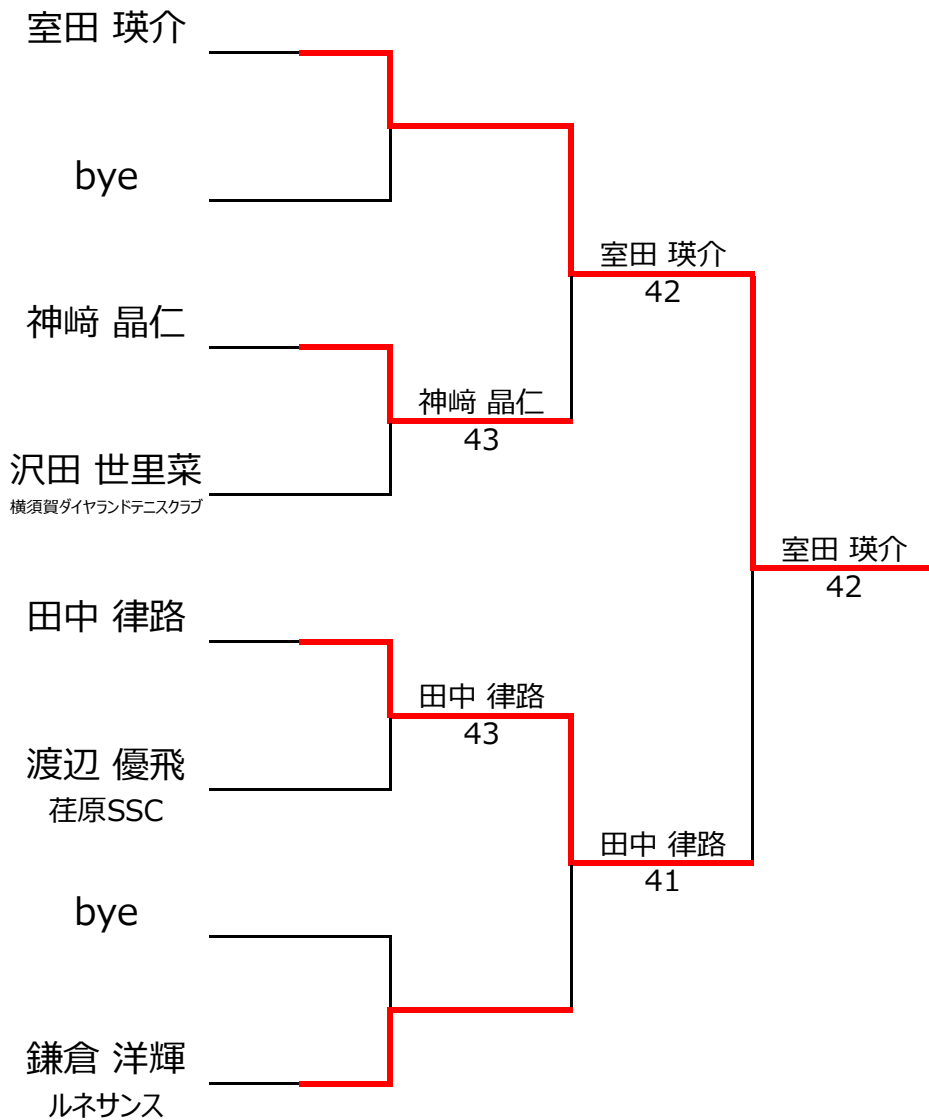 室田 瑛介
bye
神﨑 晶仁
沢田 世里菜
横須賀ダイヤランドテニスクラブ
田中 律路
渡辺 優飛
荏原SSC
bye
鎌倉 洋輝
ルネサンス
神﨑 晶仁
43
田中 律路
43
室田 瑛介
42
田中 律路
41
室田 瑛介
42